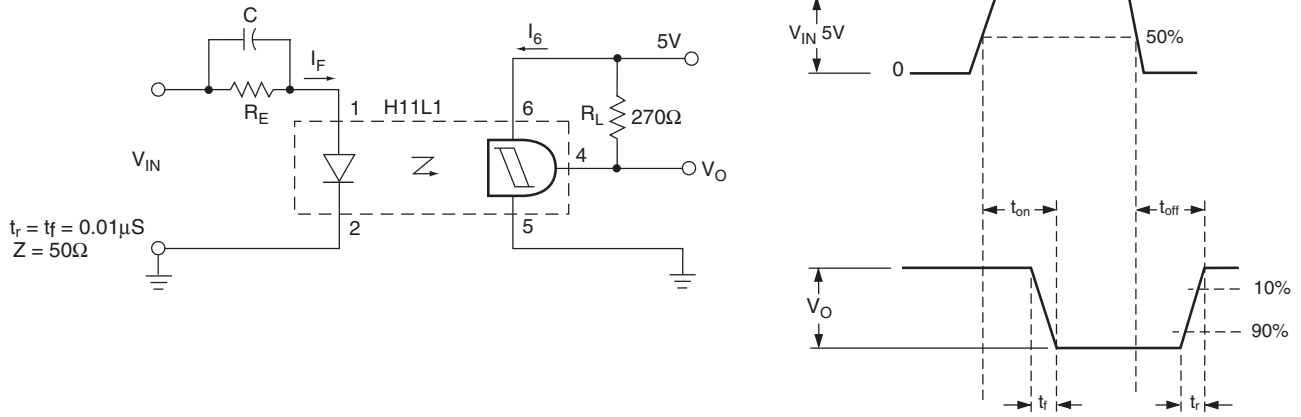 C
I_F
R_E
V_IN
t_r = t_f = 0.01μS
Z = 50Ω
1
H11L1
2
I_6
5V
6
R_L
270Ω
4
V_O
5
V_IN 5V
50%
0
t_on
t_off
V_O
10%
90%
t_f
t_r